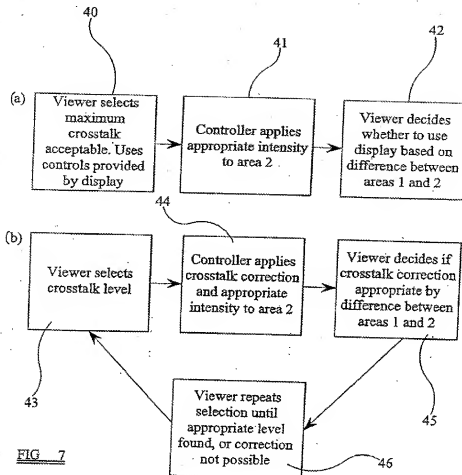 40
41
42
(a)
Viewer selects
maximum
crosstalk
acceptable. Uses
controls provided
by display
Controller applies
appropriate intensity
to area 2
Viewer decides
whether to use
display based on
difference between
areas 1 and 2
44
(b)
Viewer selects
crosstalk level
Controller applies
crosstalk correction
and appropriate
intensity to area 2
Viewer decides if
crosstalk correction
appropriate by
difference between
areas 1 and 2
43
45
Viewer repeats
selection until
appropriate level
found, or correction
not possible
46
FIG 7